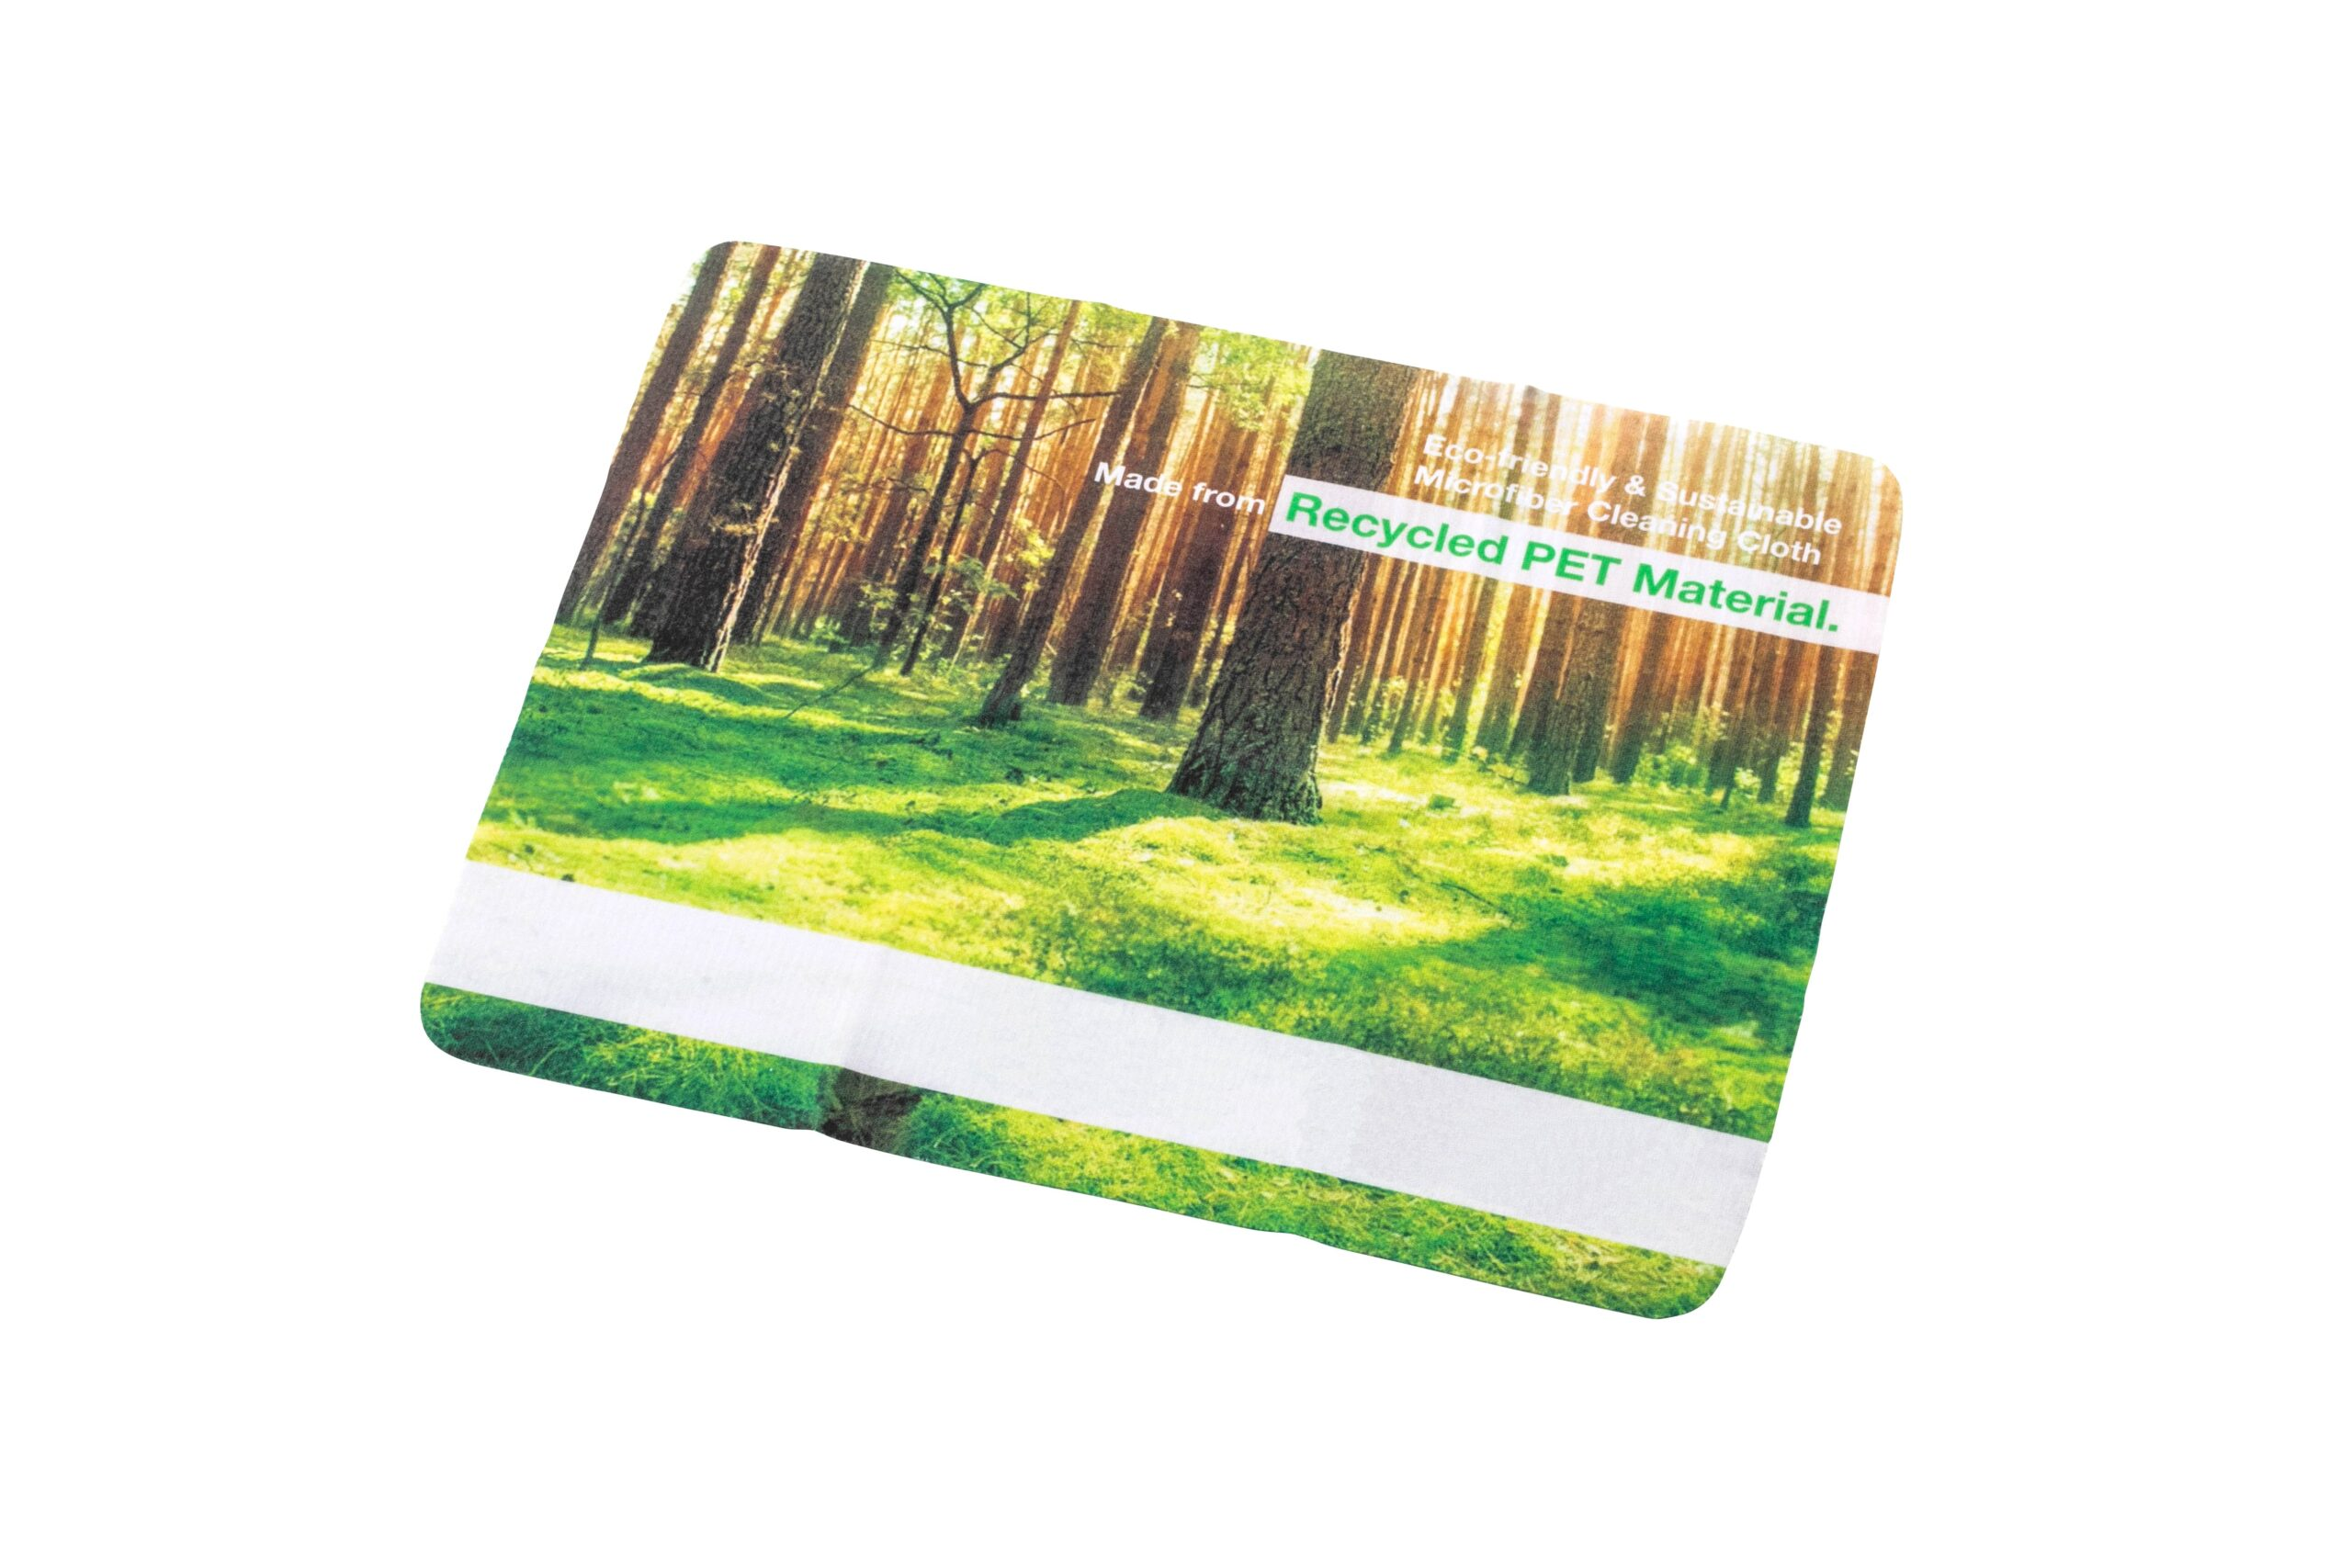 Eco-friendly & Sustainable
Microfiber Cleaning Cloth
Made from Recycled PET Material.